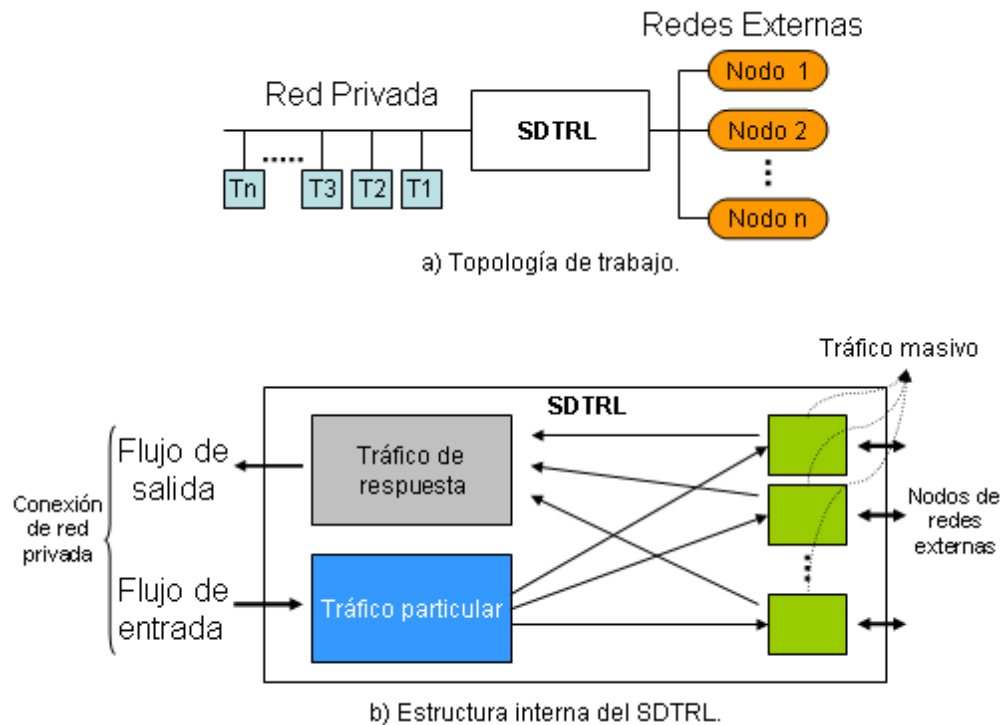 Redes Externas
Nodo 1
Red Privada
SDTRL
Nodo 2
Tn
T3
T2
T1
Nodo n
a) Topología de trabajo.
Tráfico masivo
SDTRL
Flujo de
salida
Tráfico de
respuesta
Conexión
de red
privada
Nodos de
redes
externas
Flujo de
entrada
Tráfico particular
b) Estructura interna del SDTRL.